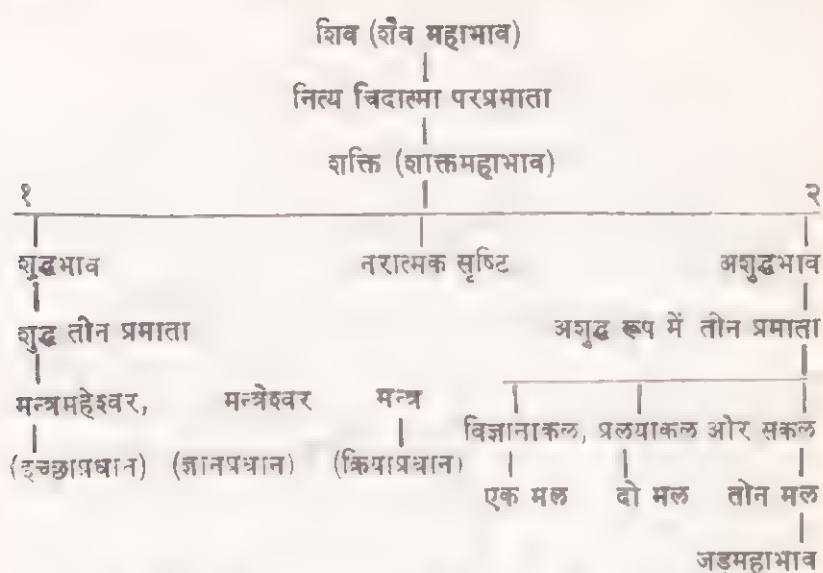 शिव (शैव महाभाव)
नित्य चिदात्मा परप्रमाता
शक्ति (शाक्तमहाभाव)
१ २
शुद्धभाव नरात्मक सृष्टि अशुद्धभाव
शुद्ध तीन प्रमाता अशुद्ध रूप में तीन प्रमाता
मन्त्रमहेश्वर, मन्त्रेश्वर मन्त्र
विज्ञानाकल, प्रलयाकल ओर सकल
(इच्छाप्रधान) (ज्ञानप्रधान) (क्रियाप्रधान)
एक मल दो मल तीन मल
जडमहाभाव